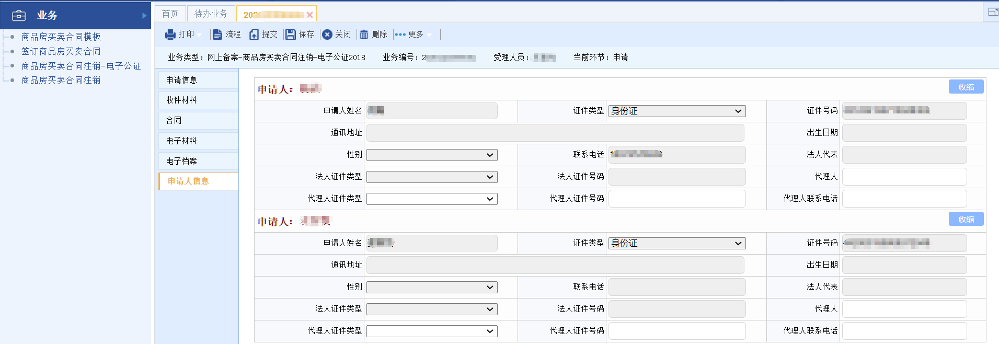 业务
商品房买卖合同模板
签订商品房买卖合同
商品房买卖合同注销-电子公证
商品房买卖合同注销
首页 待办业务 202
打印 流程 提交 保存 关闭 删除 更多
业务类型：网上备案-商品房买卖合同注销-电子公证2018 业务编号：2 受理人员： 当前环节：申请
申请信息
收件材料
合同
电子材料
电子档案
申请人信息
申请人： 收缩
申请人姓名 证件类型 身份证 证件号码
通讯地址 出生日期
性别 联系电话 1 法人代表
法人证件类型 法人证件号码 代理人
代理人证件类型 代理人证件号码 代理人联系电话
申请人： 收缩
申请人姓名 证件类型 身份证 证件号码 4
通讯地址 出生日期
性别 联系电话 法人代表
法人证件类型 法人证件号码 代理人
代理人证件类型 代理人证件号码 代理人联系电话